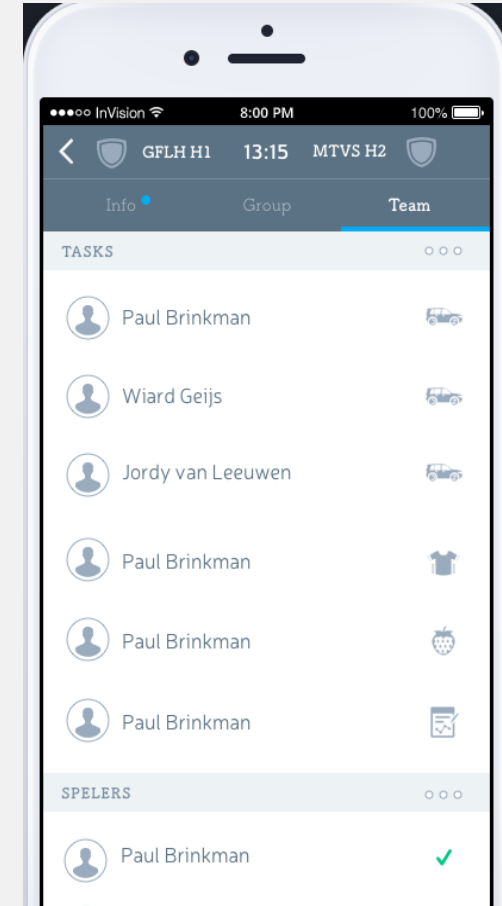 InVision 8:00 PM 100%
GFLH H1 13:15 MTVS H2
Info Group Team
TASKS
Paul Brinkman
Wiard Geijs
Jordy van Leeuwen
Paul Brinkman
Paul Brinkman
Paul Brinkman
SPELERS
Paul Brinkman